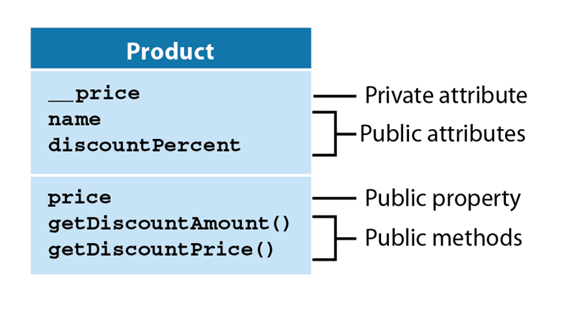 Product
__price
name
discountPercent
price
getDiscountAmount()
getDiscountPrice()
Private attribute
Public attributes
Public property
Public methods